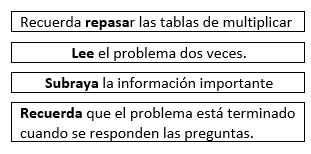 Recuerda repasar las tablas de multiplicar
Lee el problema dos veces.
Subraya la información importante
Recuerda que el problema está terminado
cuando se responden las preguntas.